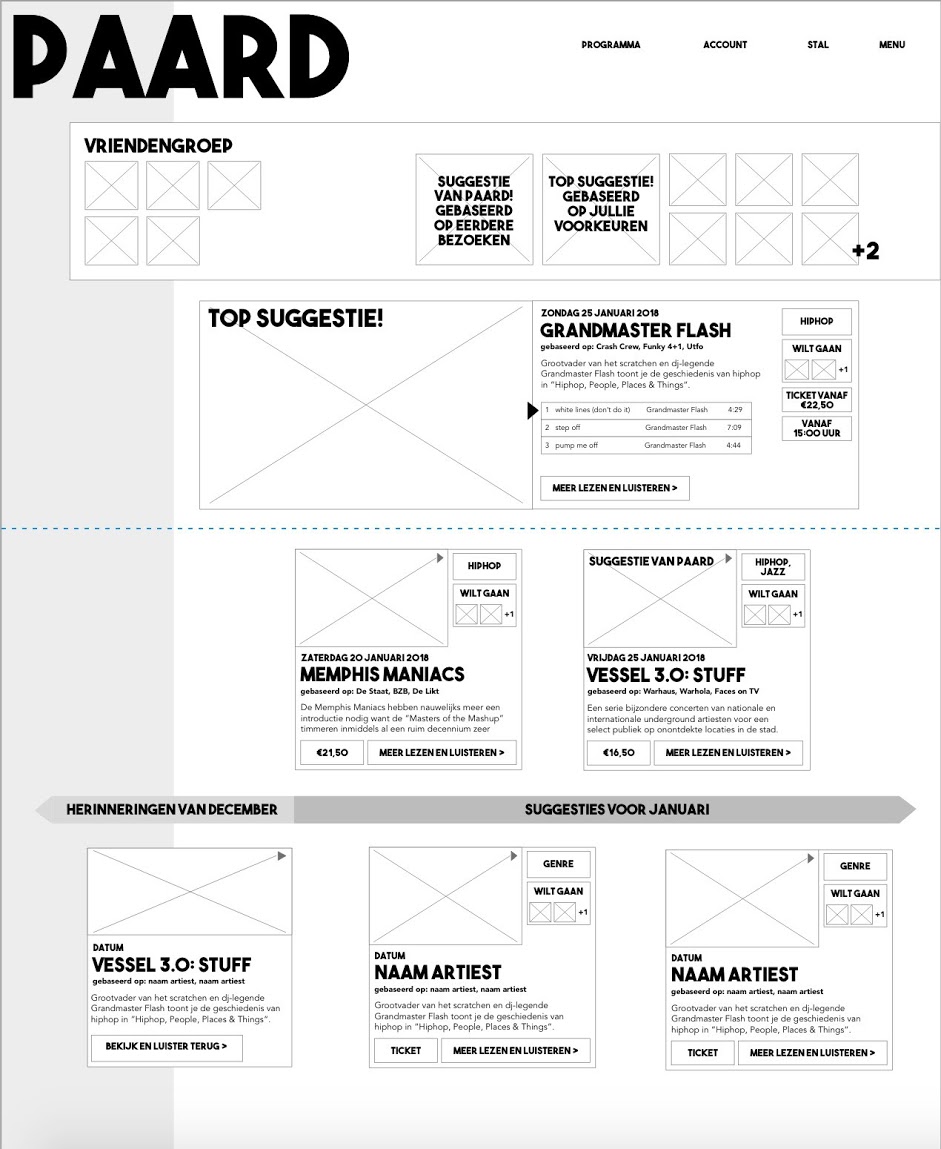 PAARD
PROGRAMMA
ACCOUNT
STAL
MENU
VRIENDENGROEP
SUGGESTIE
VAN PAARD!
GEBASEERD
OP EERDERE
BEZOEKEN
TOP SUGGESTIE!
GEBASEERD
OP JULLIE
VOORKEUREN
+2
TOP SUGGESTIE!
ZONDAG 25 JANUARI 2018
GRANDMASTER FLASH
gebaseerd op: Crash Crew, Funky 4+1, Utfo
Grootvader van het scratchen en dj-legende
Grandmaster Flash toont je de geschiedenis van hiphop
in “Hiphop, People, Places & Things”.
1 white lines (don't do it) Grandmaster Flash 4:29
2 step off Grandmaster Flash 7:09
3 pump me off Grandmaster Flash 4:44
MEER LEZEN EN LUISTEREN >
HIPHOP
WILT GAAN
+1
TICKET VANAF
€22,50
VANAF
15:00 UUR
HIPHOP
WILT GAAN
+1
ZATERDAG 20 JANUARI 2018
MEMPHIS MANIACS
gebaseerd op: De Staat, BZB, De Likt
De Memphis Maniacs hebben nauwelijks meer een
introductie nodig want de “Masters of the Mashup”
timmeren inmiddels al een ruim decennium zeer
€21,50
MEER LEZEN EN LUISTEREN >
SUGGESTIE VAN PAARD
HIPHOP,
JAZZ
WILT GAAN
+1
VRIJDAG 25 JANUARI 2018
VESSEL 3.0: STUFF
gebaseerd op: Warhaus, Warhola, Faces on TV
Een serie bijzondere concerten van nationale en
internationale underground artiesten voor een
select publiek op onontdekte locaties in de stad.
€16,50
MEER LEZEN EN LUISTEREN >
HERINNERINGEN VAN DECEMBER
SUGGESTIES VOOR JANUARI
DATUM
VESSEL 3.0: STUFF
gebaseerd op: naam artiest, naam artiest
Grootvader van het scratchen en dj-legende
Grandmaster Flash toont je de geschiedenis van
hiphop in “Hiphop, People, Places & Things”.
BEKIJK EN LUISTER TERUG >
GENRE
WILT GAAN
+1
DATUM
NAAM ARTIEST
gebaseerd op: naam artiest, naam artiest
Grootvader van het scratchen en dj-legende
Grandmaster Flash toont je de geschiedenis van
hiphop in “Hiphop, People, Places & Things”.
TICKET
MEER LEZEN EN LUISTEREN >
GENRE
WILT GAAN
+1
DATUM
NAAM ARTIEST
gebaseerd op: naam artiest, naam artiest
Grootvader van het scratchen en dj-legende
Grandmaster Flash toont je de geschiedenis van
hiphop in “Hiphop, People, Places & Things”.
TICKET
MEER LEZEN EN LUISTEREN >